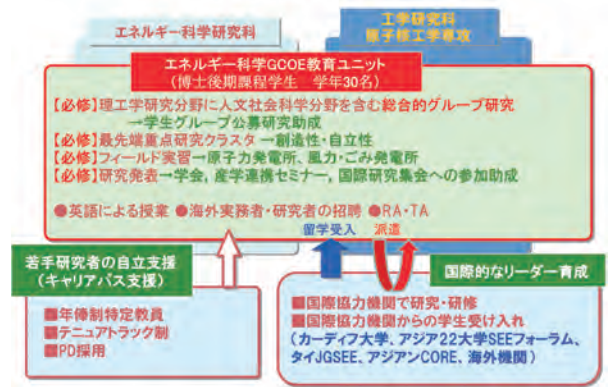 エネルギー科学研究科
工学研究科
原子核工学専攻
エネルギー科学GCOE教育ユニット
(博士後期課程学生 学年30名)
【必修】理工学研究分野に人文社会科学分野を含む総合的グループ研究
→学生グループ公募研究助成
【必修】最先端重点研究クラスタ→創造性・自立性
【必修】フィールド実習→原子力発電所、風力・ごみ発電所
【必修】研究発表→学会, 産学連携セミナー, 国際研究集会への参加助成
●英語による授業 ●海外実務者・研究者の招聘 ●RA・TA
留学受入 派遣
若手研究者の自立支援
(キャリアパス支援)
■年俸制特定教員
■テニュアトラック制
■PD採用
国際的なリーダー育成
■国際協力機関で研究・研修
■国際協力機関からの学生受け入れ
(カーディフ大学、アジア22大学SEEフォーラム、
タイJGSEE、アジアンCORE、海外機関)